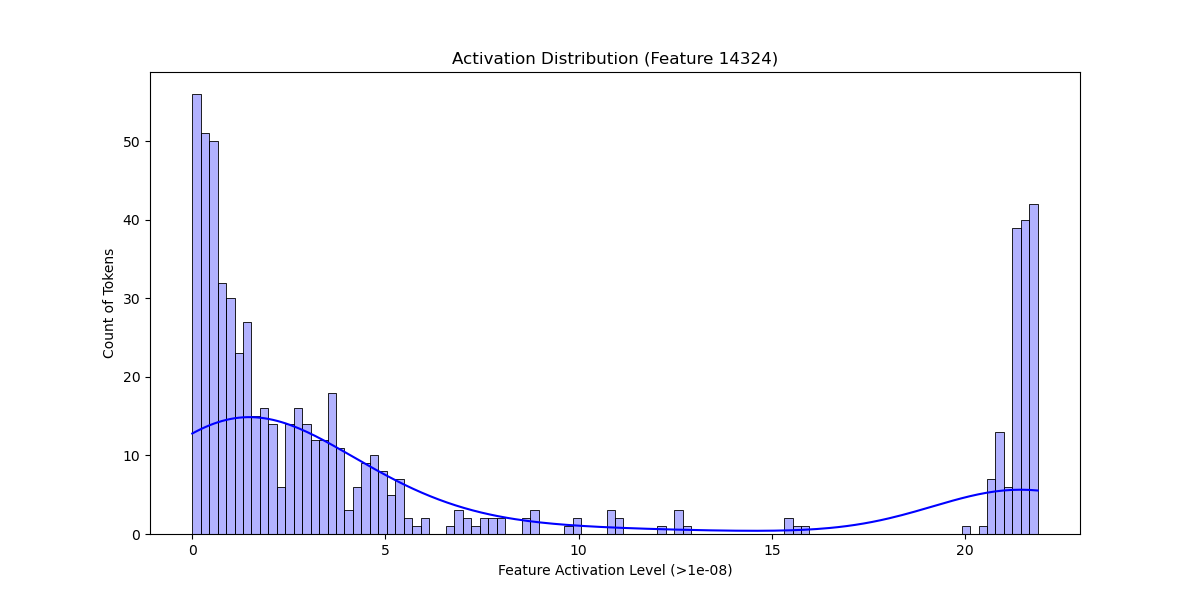 Activation Distribution (Feature 14324)
50
40
30
20
10
0
Count of Tokens
0 5 10 15 20
Feature Activation Level (>1e-08)